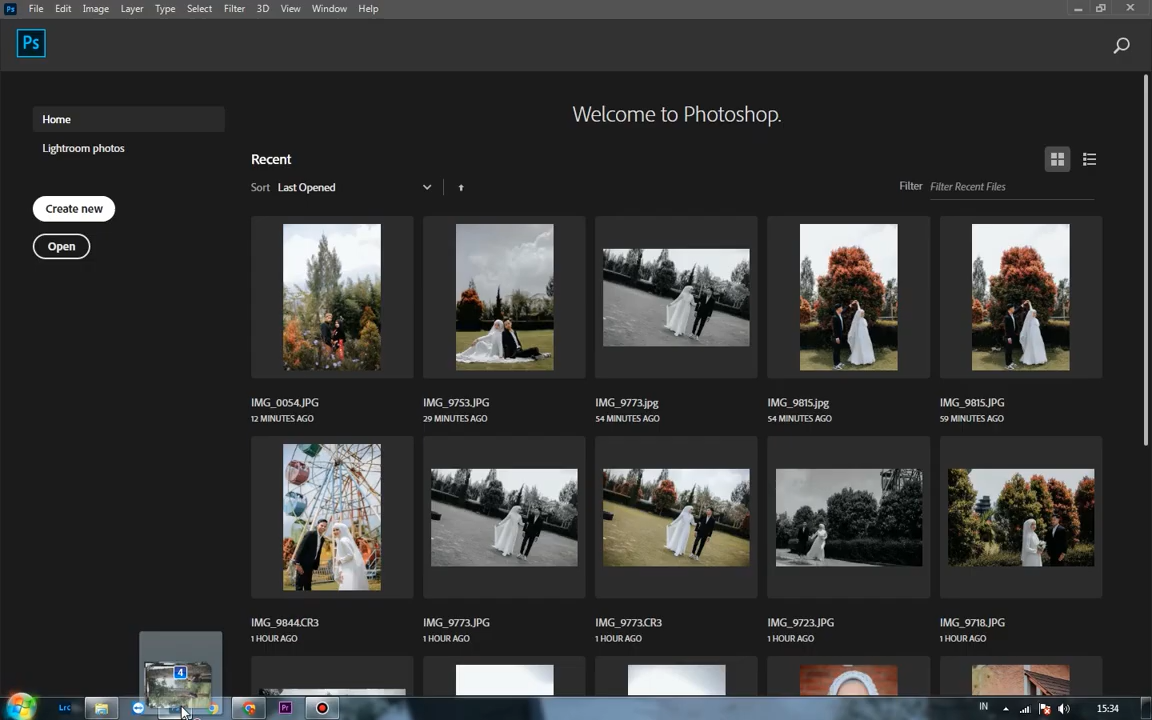 Ps File Edit Image Layer Type Select Filter 3D View Window Help
Ps
Home
Lightroom photos
Create new
Open
Welcome to Photoshop.
Recent
Sort Last Opened
Filter Filter Recent Files
IMG_0054.JPG IMG_9753.JPG IMG_9773.jpg IMG_9815.jpg IMG_9815.JPG
12 MINUTES AGO 29 MINUTES AGO 54 MINUTES AGO 54 MINUTES AGO 59 MINUTES AGO
IMG_9844.CR3 IMG_9773.JPG IMG_9773.CR3 IMG_9723.JPG IMG_9718.JPG
1 HOUR AGO 1 HOUR AGO 1 HOUR AGO 1 HOUR AGO 1 HOUR AGO
4
Lrc Pr IN 15:34